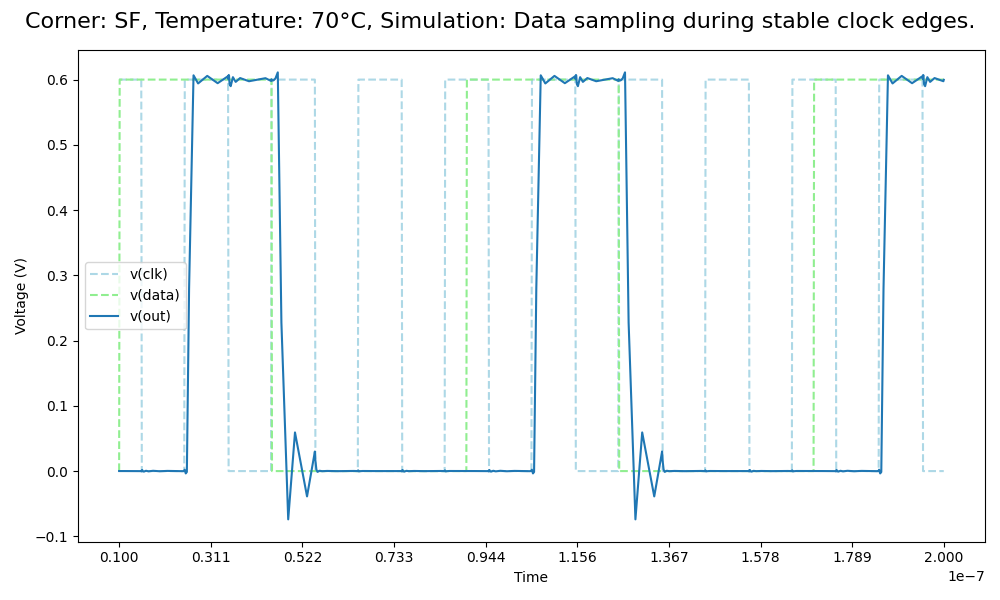 Corner: SF, Temperature: 70°C, Simulation: Data sampling during stable clock edges.
0.6
0.5
0.4
0.3
0.2
0.1
0.0
−0.1
Voltage (V)
v(clk)
v(data)
v(out)
0.100 0.311 0.522 0.733 0.944 1.156 1.367 1.578 1.789 2.000
Time
1e−7